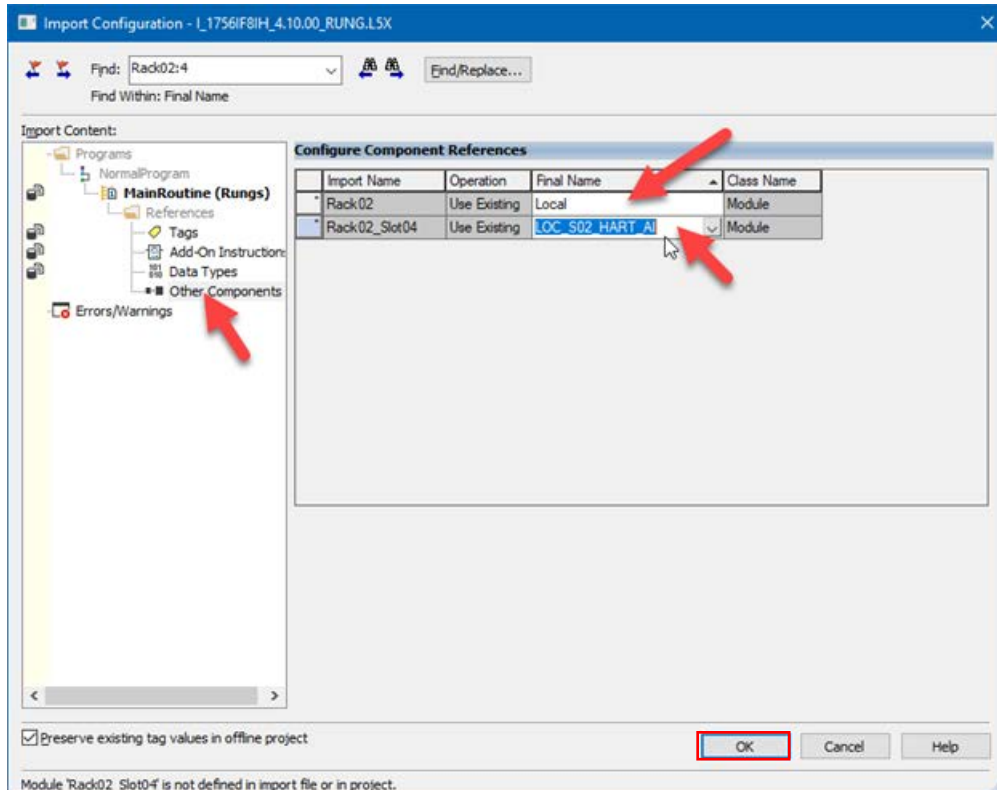 Import Configuration - I_1756IF8IH_4.10.00_RUNG.L5X
Find: Rack02:4 Find/Replace...
Find Within: Final Name
Import Content:
Programs
NormalProgram
MainRoutine (Rungs)
References
Tags
Add-On Instruction:
Data Types
Other Components
Errors/Warnings
Configure Component References
Import Name Operation Final Name Class Name
Rack02 Use Existing Local Module
Rack02_Slot04 Use Existing LOC_S02_HART_AI Module
Preserve existing tag values in offline project
OK Cancel Help
Module 'Rack02_Slot04' is not defined in import file or in project.